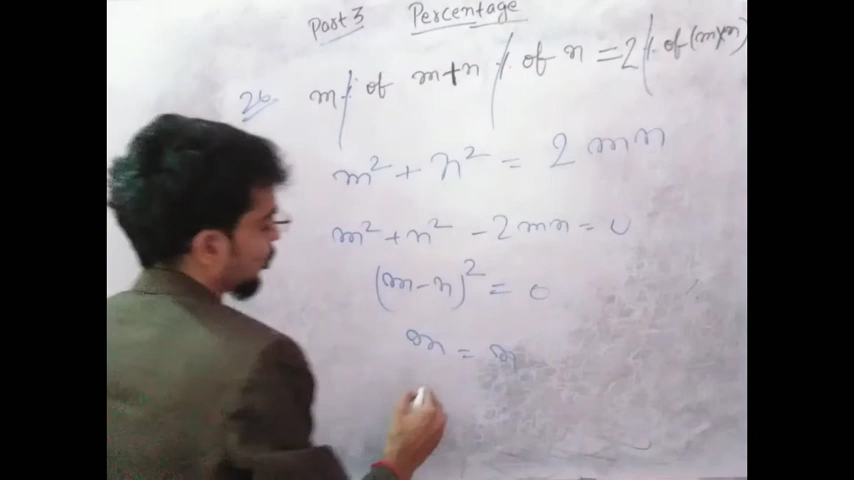 Part 3 Percentage
26. m% of m+n % of n = 2% of (m×n)
m² + n² = 2mn
m² + n² - 2mn = 0
(m-n)² = 0
m = n